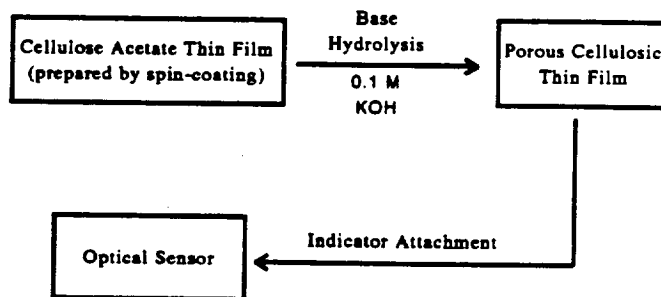 Cellulose Acetate Thin Film
(prepared by spin-coating)
Base
Hydrolysis
0.1 M
KOH
Porous Cellulosic
Thin Film
Indicator Attachment
Optical Sensor